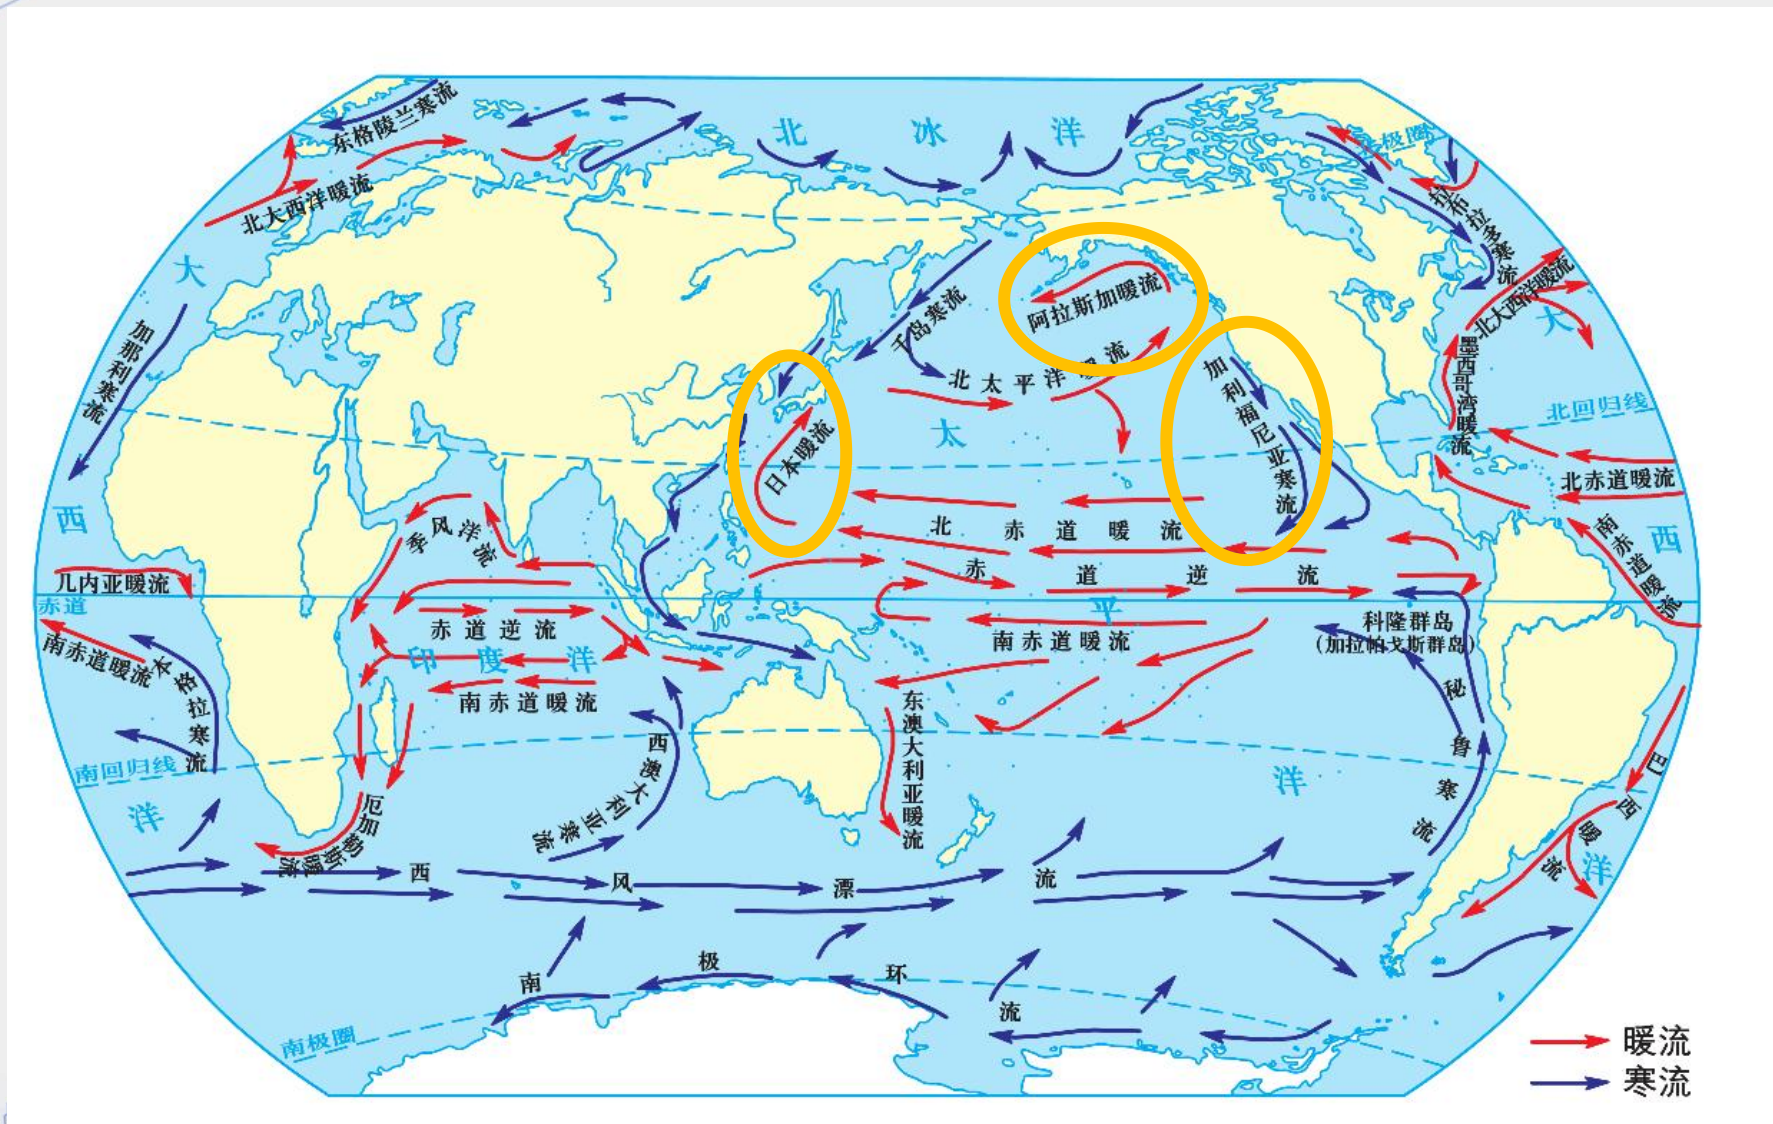 东格陵兰寒流
北大西洋暖流
北冰洋
北极圈
拉布拉多寒流
北大西洋暖流
大
加那利寒流
西
几内亚暖流
赤道
南赤道暖流
本格拉寒流
南回归线
洋
季风洋流
赤道逆流
印度洋
南赤道暖流
厄加勒斯暖流
千岛寒流
日本暖流
阿拉斯加暖流
北太平洋暖流
加利福尼亚寒流
太
北赤道暖流
赤道逆流
平
南赤道暖流
东澳大利亚暖流
西澳大利亚寒流
洋
科隆群岛
(加拉帕戈斯群岛)
秘鲁寒流
墨西哥湾暖流
大
北回归线
北赤道暖流
南赤道暖流
西
巴西暖流
洋
西风漂流
南极环流
南极圈
暖流
寒流